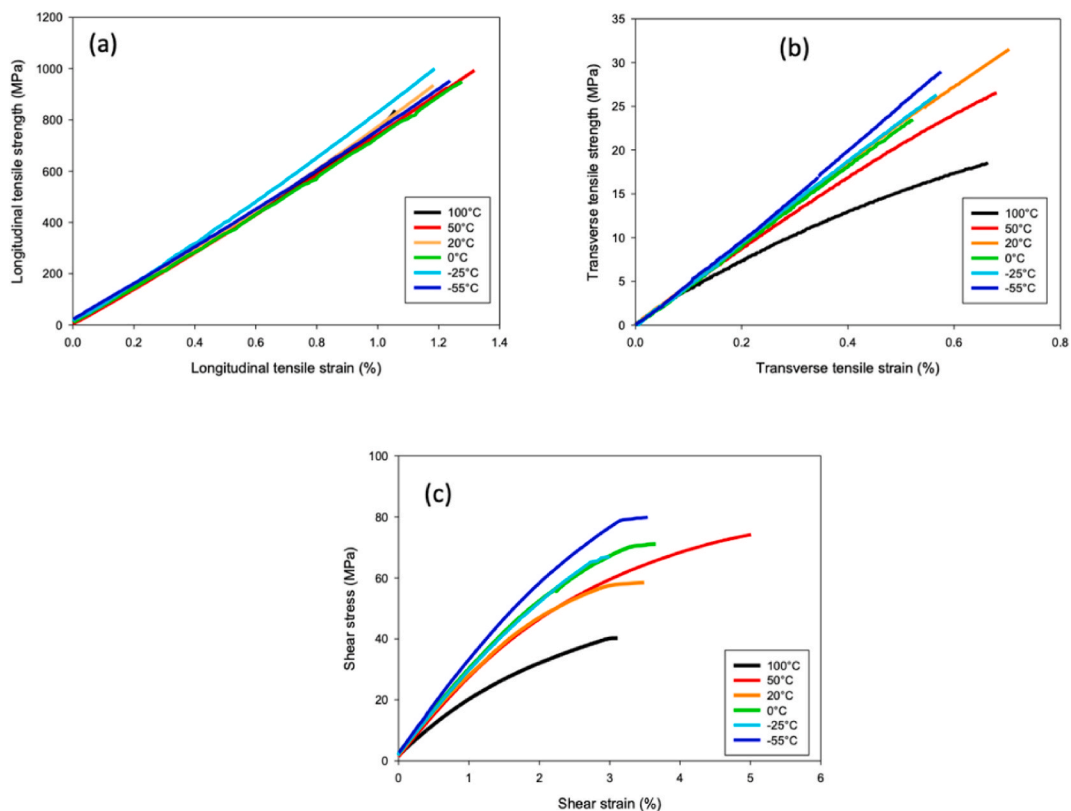 (a)
Longitudinal tensile strength (MPa)
1200
1000
800
600
400
200
0
0.0 0.2 0.4 0.6 0.8 1.0 1.2 1.4
Longitudinal tensile strain (%)
100°C
50°C
20°C
0°C
-25°C
-55°C
(b)
Transverse tensile strength (MPa)
35
30
25
20
15
10
5
0
0.0 0.2 0.4 0.6 0.8
Transverse tensile strain (%)
100°C
50°C
20°C
0°C
-25°C
-55°C
(c)
Shear stress (MPa)
100
80
60
40
20
0
0 1 2 3 4 5 6
Shear strain (%)
100°C
50°C
20°C
0°C
-25°C
-55°C